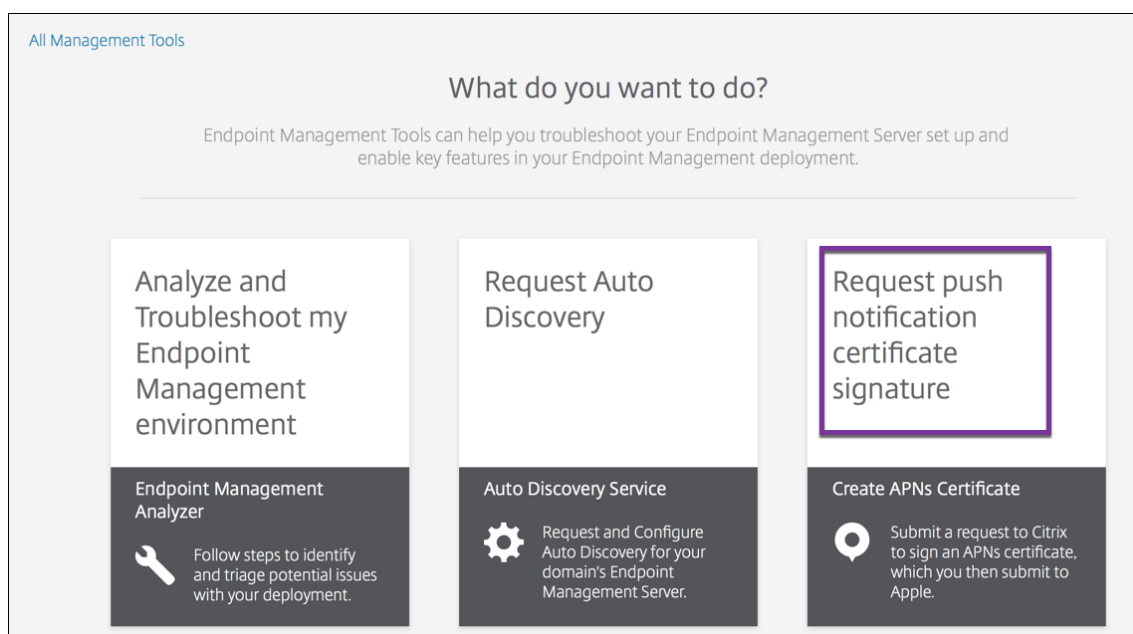 All Management Tools
What do you want to do?
Endpoint Management Tools can help you troubleshoot your Endpoint Management Server set up and
enable key features in your Endpoint Management deployment.
Analyze and
Troubleshoot my
Endpoint
Management
environment
Endpoint Management
Analyzer
Follow steps to identify
and triage potential issues
with your deployment.
Request Auto
Discovery
Auto Discovery Service
Request and Configure
Auto Discovery for your
domain's Endpoint
Management Server.
Request push
notification
certificate
signature
Create APNs Certificate
Submit a request to Citrix
to sign an APNs certificate,
which you then submit to
Apple.